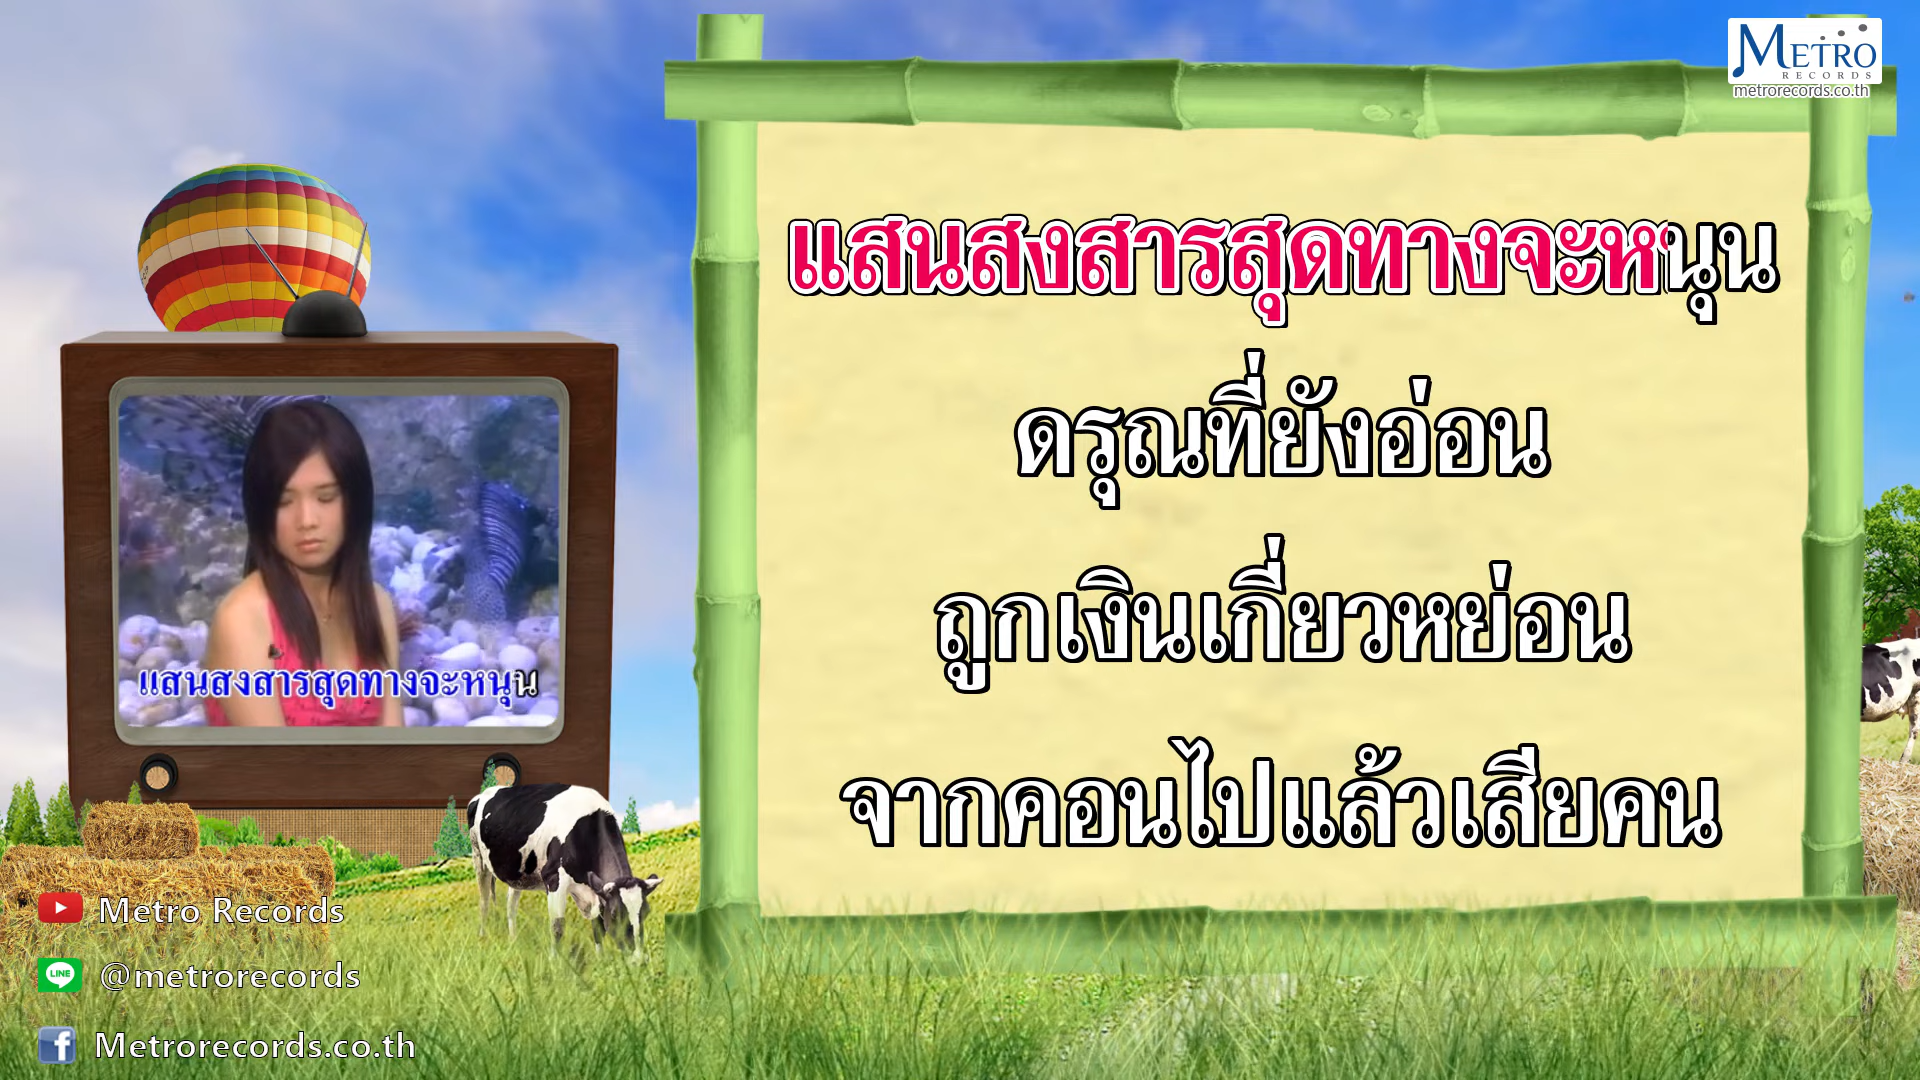 METRO
RECORDS
metrorecords.co.th
แสนสงสารสุดทางจะหนุน
ดรุณที่ยังอ่อน
ถูกเงินเกี่ยวหย่อน
จากคอนไปแล้วเสียคน
แสนสงสารสุดทางจะหนุน
Metro Records
LINE
@metrorecords
f
Metrorecords.co.th